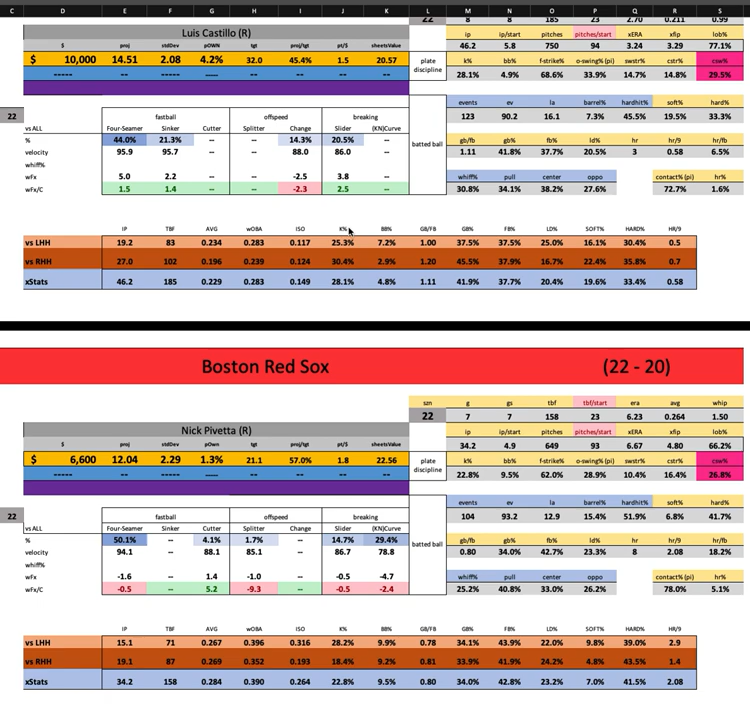 C D E F G H I J K L M N O P Q R S
22 8 8 185 23 2.70 0.211 0.99
Luis Castillo (R) ip ip/start pitches pitches/start xERA xfip lob%
46.2 5.8 750 94 3.24 3.29 77.1%
$ proj stdDev pOWN tgt proj/tgt pt/$ sheetsValue
$ 10,000 14.51 2.08 4.2% 32.0 45.4% 1.5 20.57 plate discipline k% bb% f-strike% o-swing% (pi) swstr% cstr% csw%
----- -- -- --- -- -- -- -- 28.1% 4.9% 68.6% 33.9% 14.7% 14.8% 29.5%
events ev la barrel% hardhit% soft% hard%
22 fastball offspeed breaking 123 90.2 16.1 7.3% 45.5% 19.5% 33.3%
vs ALL Four-Seamer Sinker Cutter Splitter Change Slider (KN)Curve
% 44.0% 21.3% -- -- 14.3% 20.5% -- batted ball gb/fb gb% fb% ld% hr hr/9 hr/fb
velocity 95.9 95.7 -- -- 88.0 86.0 -- 1.11 41.8% 37.7% 20.5% 3 0.58 6.5%
whiff%
wFx 5.0 2.2 -- -- -2.5 3.8 -- whiff% pull center oppo contact% (pi) hr%
wFx/C 1.5 1.4 -- -- -2.3 2.5 -- 30.8% 34.1% 38.2% 27.6% 72.7% 1.6%
IP TBF AVG wOBA ISO K% BB% GB/FB GB% FB% LD% SOFT% HARD% HR/9
vs LHH 19.2 83 0.234 0.283 0.117 25.3% 7.2% 1.00 37.5% 37.5% 25.0% 16.1% 30.4% 0.5
vs RHH 27.0 102 0.196 0.239 0.124 30.4% 2.9% 1.20 45.5% 37.9% 16.7% 22.4% 35.8% 0.7
xStats 46.2 185 0.229 0.283 0.149 28.1% 4.8% 1.11 41.9% 37.7% 20.4% 19.6% 33.4% 0.58
Boston Red Sox (22 - 20)
szn g gs tbf tbf/start era avg whip
22 7 7 158 23 6.23 0.264 1.50
Nick Pivetta (R) ip ip/start pitches pitches/start xERA xfip lob%
34.2 4.9 649 93 6.67 4.80 66.2%
$ proj stdDev pOwn tgt proj/tgt pt/$ sheetsValue
$ 6,600 12.04 2.29 1.3% 21.1 57.0% 1.8 22.56 plate discipline k% bb% f-strike% o-swing% (pi) swstr% cstr% csw%
----- -- -- --- -- -- -- -- 22.8% 9.5% 62.0% 28.9% 10.4% 16.4% 26.8%
events ev la barrel% hardhit% soft% hard%
22 fastball offspeed breaking 104 93.2 12.9 15.4% 51.9% 6.8% 41.7%
vs ALL Four-Seamer Sinker Cutter Splitter Change Slider (KN)Curve
% 50.1% -- 4.1% 1.7% -- 14.7% 29.4% batted ball gb/fb gb% fb% ld% hr hr/9 hr/fb
velocity 94.1 -- 88.1 85.1 -- 86.7 78.8 0.80 34.0% 42.7% 23.3% 8 2.08 18.2%
whiff%
wFx -1.6 -- 1.4 -1.0 -- -0.5 -4.7 whiff% pull center oppo contact% (pi) hr%
wFx/C -0.5 -- 5.2 -9.3 -- -0.5 -2.4 25.2% 40.8% 33.0% 26.2% 78.0% 5.1%
IP TBF AVG wOBA ISO K% BB% GB/FB GB% FB% LD% SOFT% HARD% HR/9
vs LHH 15.1 71 0.267 0.396 0.316 28.2% 9.9% 0.78 34.1% 43.9% 22.0% 9.8% 39.0% 2.9
vs RHH 19.1 87 0.267 0.352 0.193 18.4% 9.2% 0.81 33.9% 41.9% 24.2% 4.8% 43.5% 1.4
xStats 34.2 158 0.284 0.390 0.264 22.8% 9.5% 0.80 34.0% 42.8% 23.2% 7.0% 41.5% 2.08